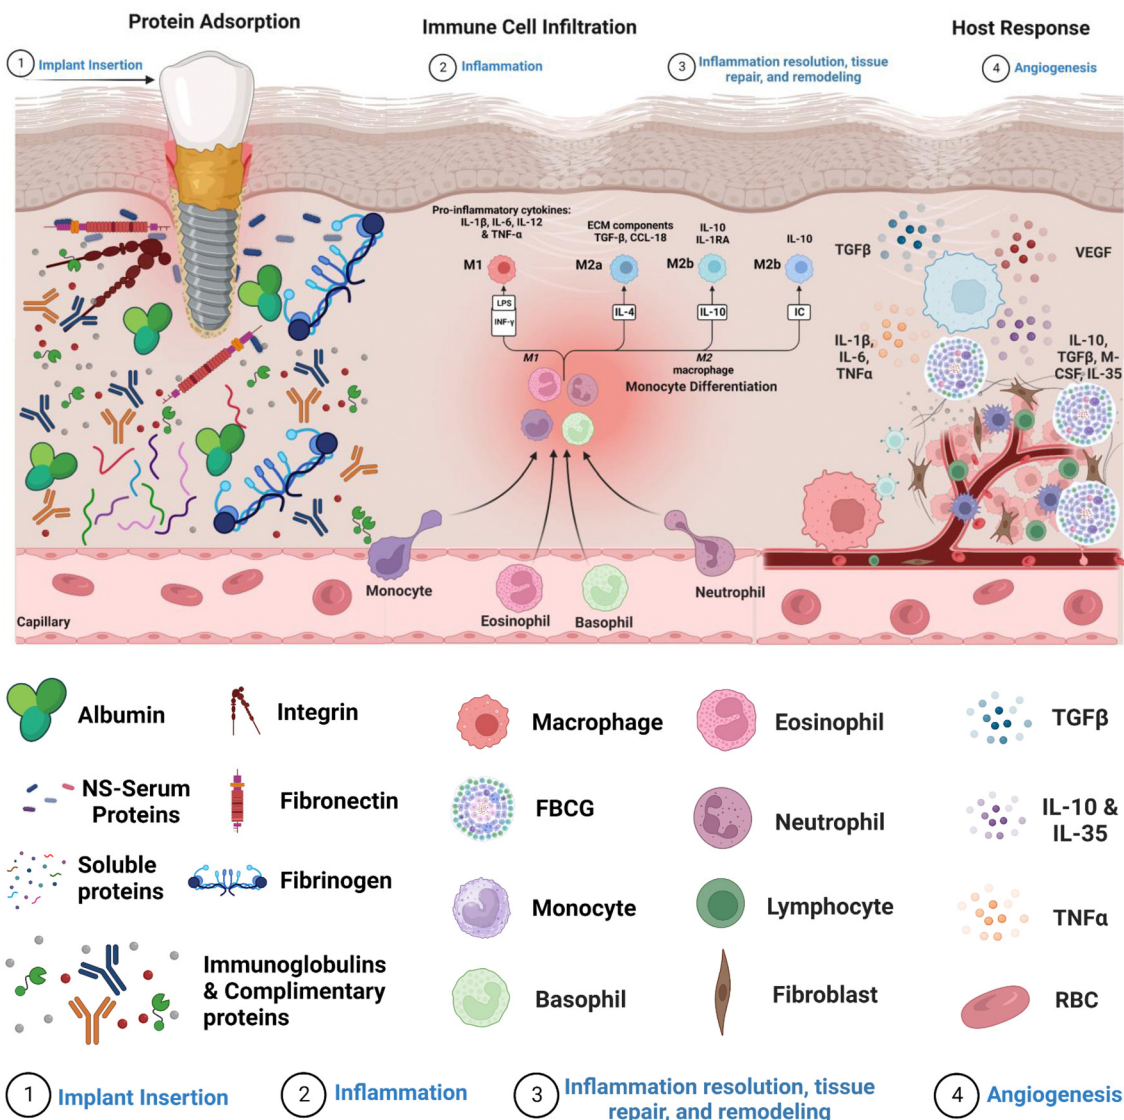 Protein Adsorption
Immune Cell Infiltration
Host Response
1 Implant Insertion
2 Inflammation
3 Inflammation resolution, tissue
repair, and remodeling
4 Angiogenesis
Pro-inflammatory cytokines:
IL-1β, IL-6, IL-12
& TNF-α
ECM components
TGF-β, CCL-18
IL-10
IL-1RA
IL-10
M1
M2a
M2b
M2b
LPS
INF-γ
IL-4
IL-10
IC
M1
M2
macrophage
Monocyte Differentiation
TGFβ
VEGF
IL-1β,
IL-6,
TNFα
IL-10,
TGFβ, M-
CSF, IL-35
Monocyte
Eosinophil
Basophil
Neutrophil
Capillary
Albumin
Integrin
NS-Serum
Proteins
Fibronectin
Soluble
proteins
Fibrinogen
Immunoglobulins
& Complimentary
proteins
Macrophage
FBCG
Monocyte
Basophil
Eosinophil
Neutrophil
Lymphocyte
Fibroblast
TGFβ
IL-10 &
IL-35
TNFα
RBC
1 Implant Insertion
2 Inflammation
3 Inflammation resolution, tissue
repair, and remodeling
4 Angiogenesis